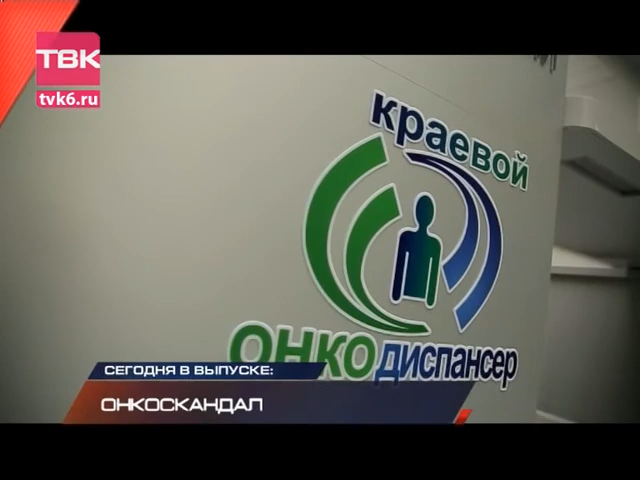 ТВК
tvk6.ru
краевой
ОНКОДИСПАНСЕР
СЕГОДНЯ В ВЫПУСКЕ:
ОНКОСКАНДАЛ